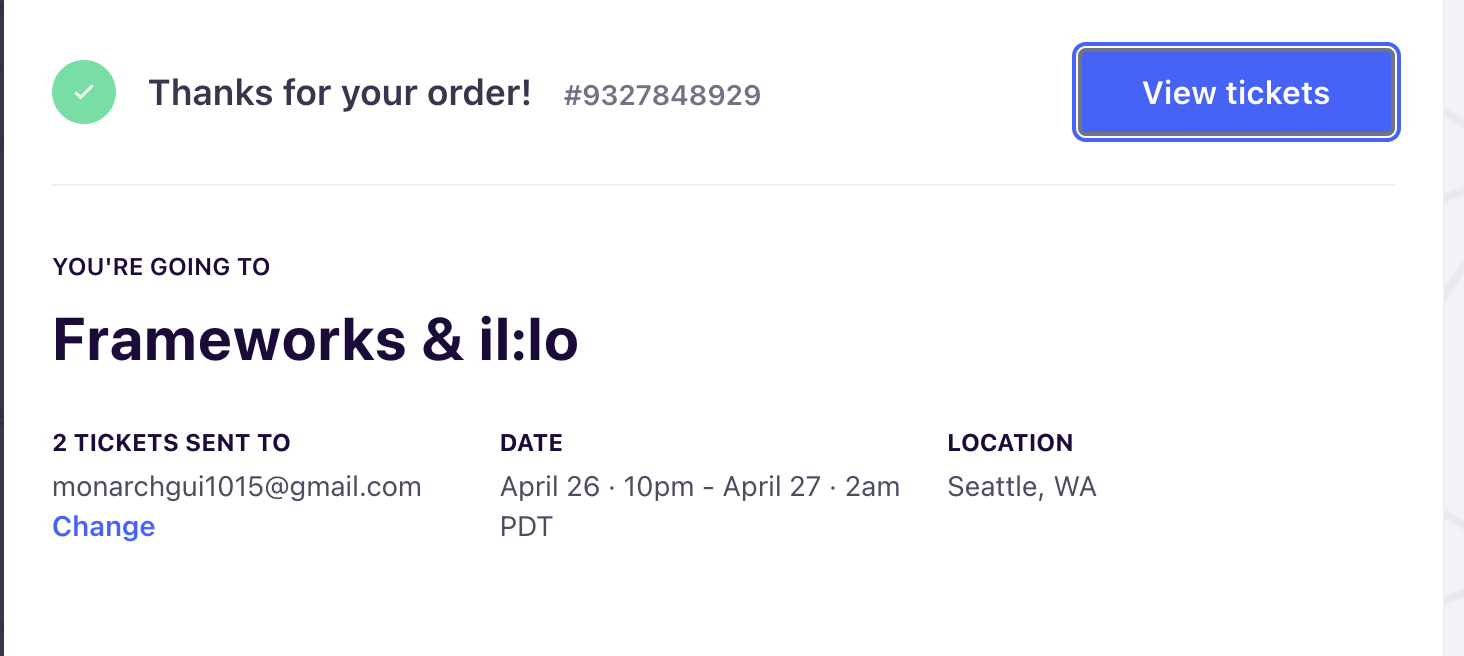 Thanks for your order! #9327848929 View tickets
YOU'RE GOING TO
Frameworks & il:lo
2 TICKETS SENT TO
monarchgui1015@gmail.com
Change
DATE
April 26 · 10pm - April 27 · 2am
PDT
LOCATION
Seattle, WA